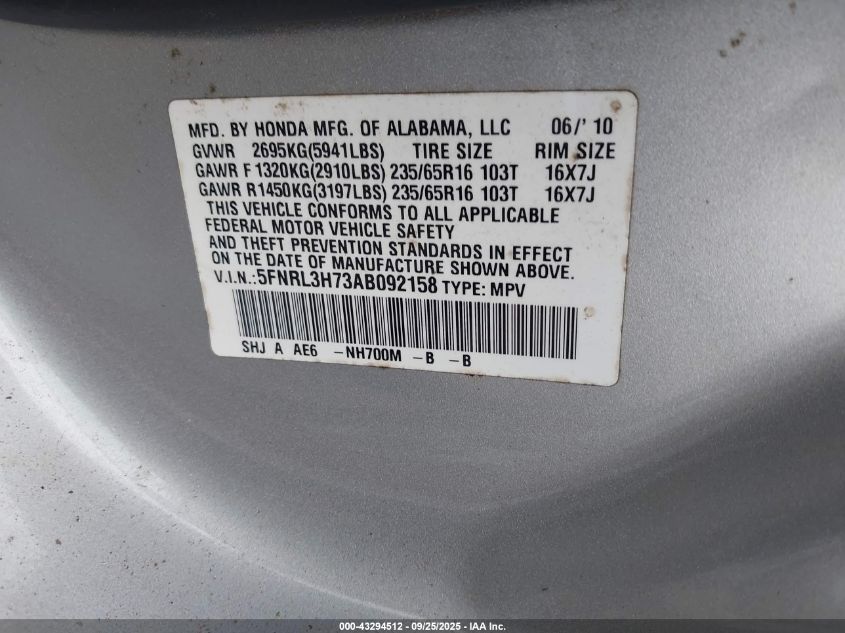 MFD. BY HONDA MFG. OF ALABAMA, LLC 06/' 10
GVWR 2695KG(5941LBS) TIRE SIZE RIM SIZE
GAWR F 1320KG(2910LBS) 235/65R16 103T 16X7J
GAWR R1450KG(3197LBS) 235/65R16 103T 16X7J
THIS VEHICLE CONFORMS TO ALL APPLICABLE
FEDERAL MOTOR VEHICLE SAFETY
AND THEFT PREVENTION STANDARDS IN EFFECT
ON THE DATE OF MANUFACTURE SHOWN ABOVE.
V.I.N.:5FNRL3H73AB092158 TYPE: MPV
SHJ A AE6 -NH700M -B -B
000-43294512 - 09/25/2025 - IAA Inc.